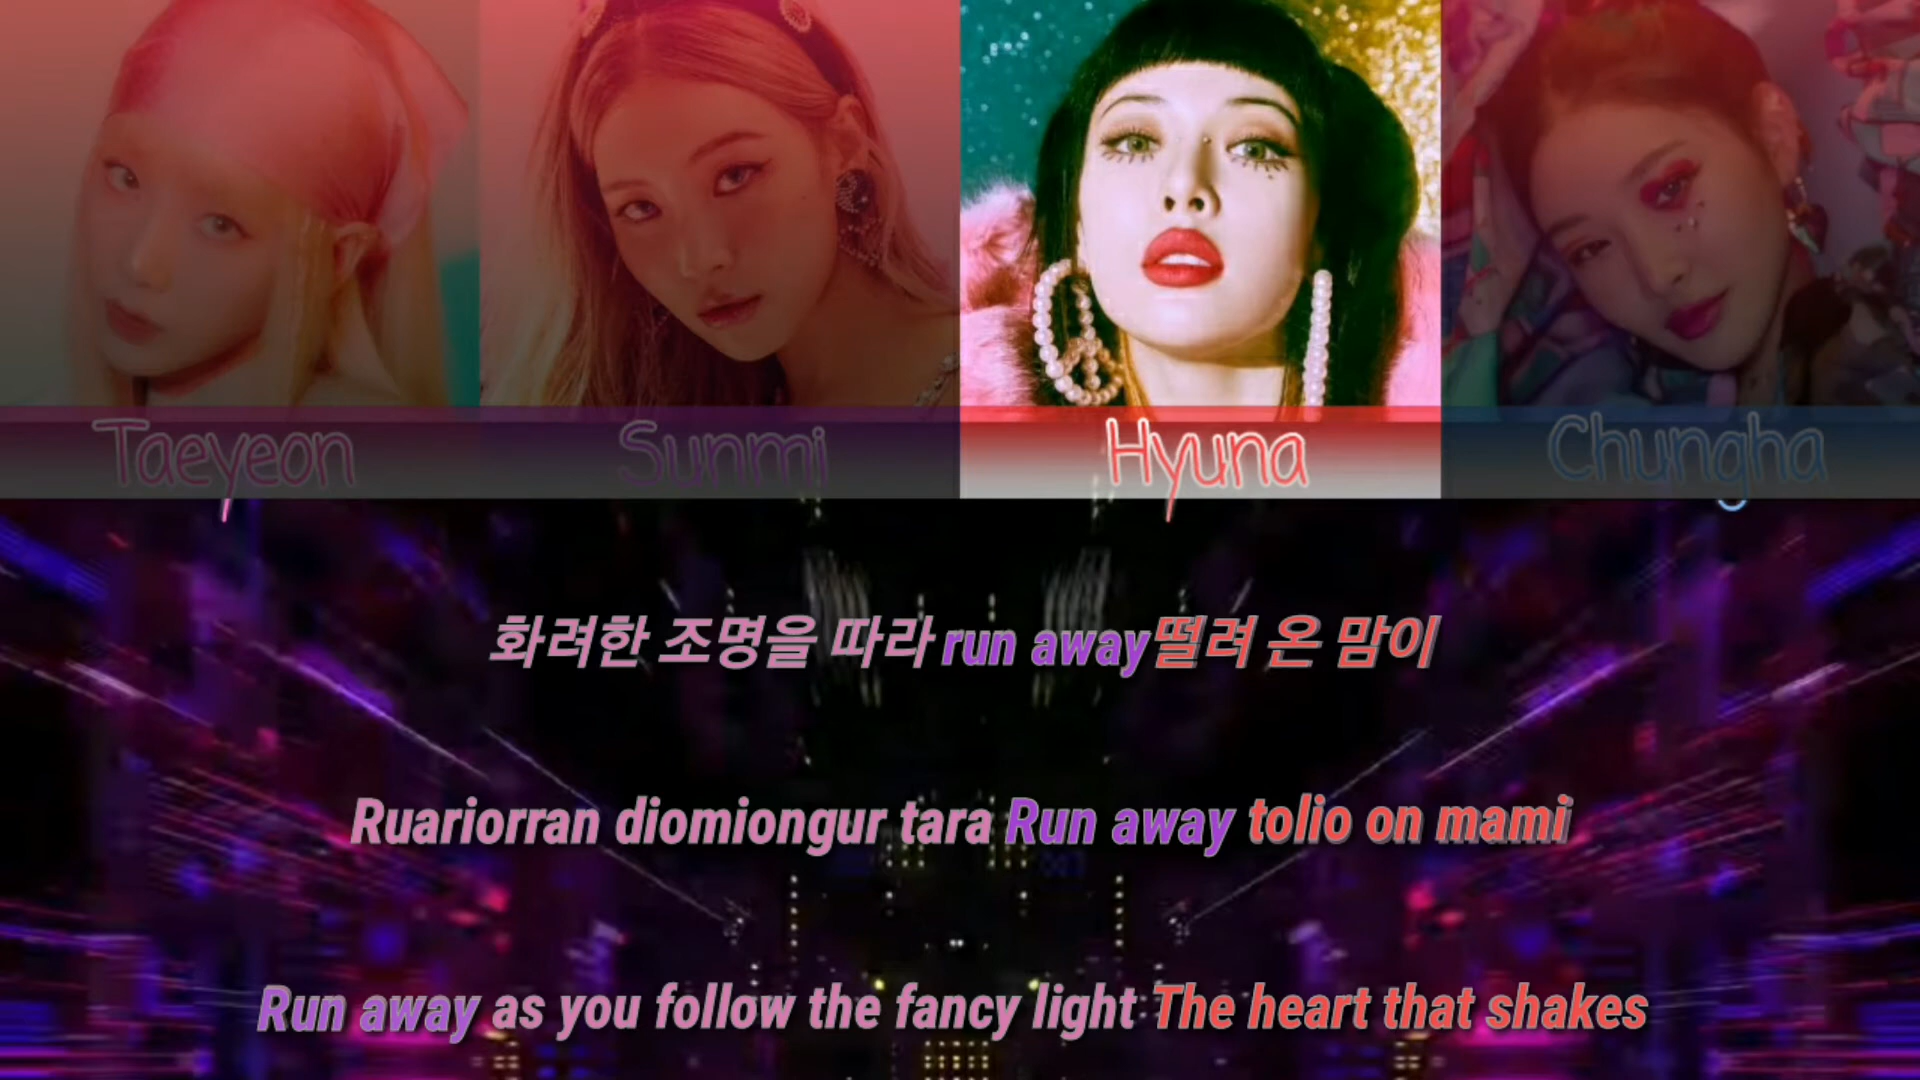 Taeyeon Sunmi Hyuna Chungha
화려한 조명을 따라 run away 떨려 온 맘이
Ruariorran diomiongur tara Run away tolio on mami
Run away as you follow the fancy light The heart that shakes